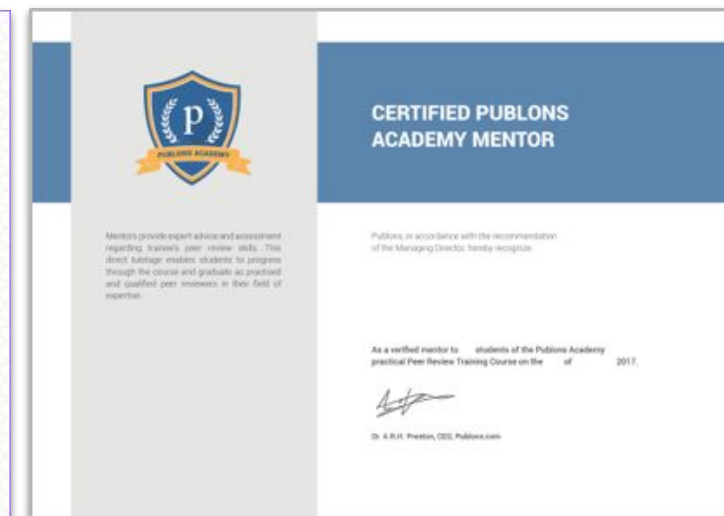 p
PUBLONS ACADEMY
Mentors provide expert advice and assessment
regarding trainee's peer review skills. This
direct tutelage enables students to progress
through the course and graduate as practised
and qualified peer reviewers in their field of
expertise.
CERTIFIED PUBLONS
ACADEMY MENTOR
Publons, in accordance with the recommendation
of the Managing Director, hereby recognize
As a verified mentor to students of the Publons Academy
practical Peer Review Training Course on the of 2017.
Dr. A.R.H. Preston, CEO, Publons.com